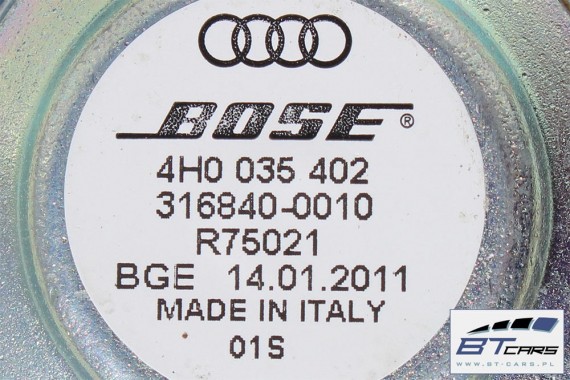 BOSE®
4H0 035 402
316840-0010
R75021
BGE 14.01.2011
MADE IN ITALY
01S
BTCARS
WWW.BT-CARS.PL